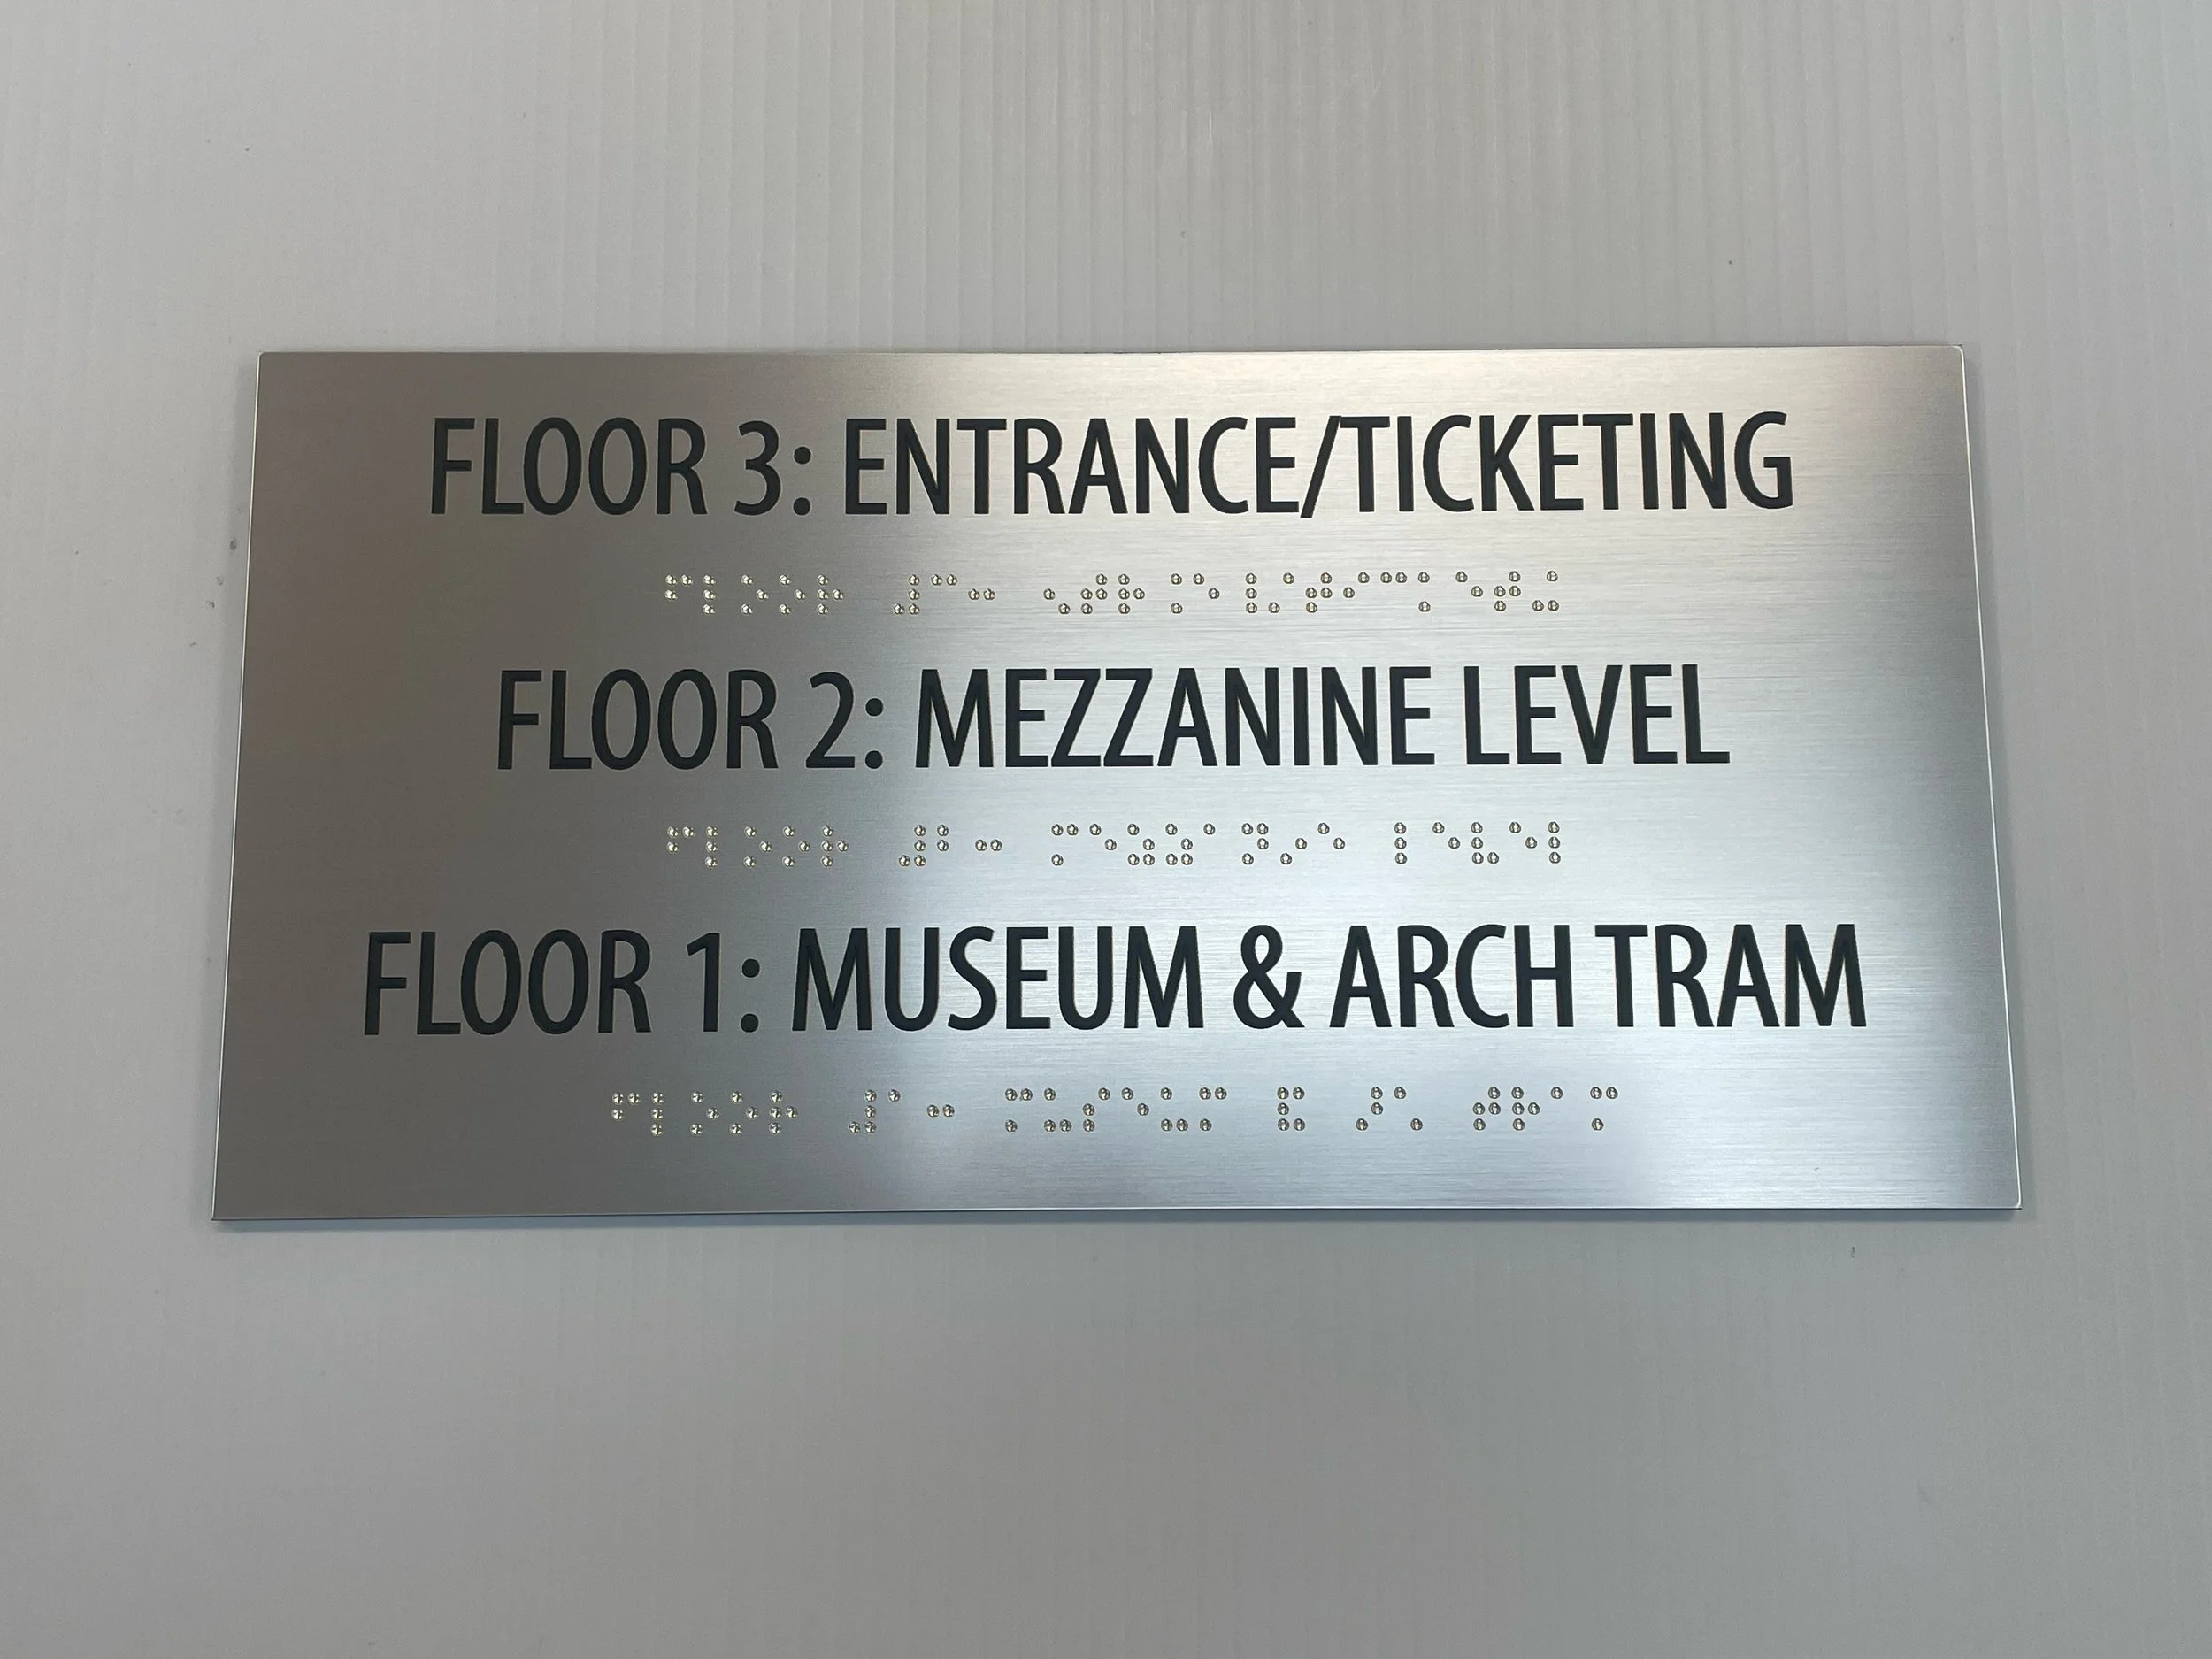 FLOOR 3: ENTRANCE/TICKETING
⠋⠇⠕⠕⠗ ⠼⠉⠒ ⠢⠞⠗⠁⠝⠉⠑⠸⠌⠞⠊⠉⠅⠑⠞⠬
FLOOR 2: MEZZANINE LEVEL
⠋⠇⠕⠕⠗ ⠼⠃⠒ ⠍⠑⠵⠵⠁⠝⠔⠑ ⠇⠑⠧⠑⠇
FLOOR 1: MUSEUM & ARCH TRAM
⠋⠇⠕⠕⠗ ⠼⠁⠒ ⠍⠥⠎⠑⠥⠍ ⠯ ⠜⠡ ⠞⠗⠁⠍